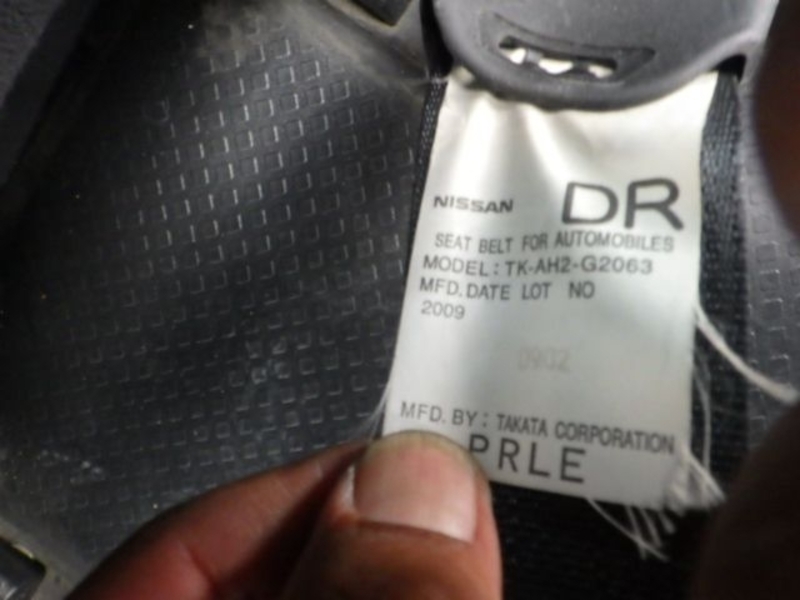 NISSAN DR
SEAT BELT FOR AUTOMOBILES
MODEL: TK-AH2-G2063
MFD. DATE LOT NO
2009
0902
MFD. BY: TAKATA CORPORATION
PRLE